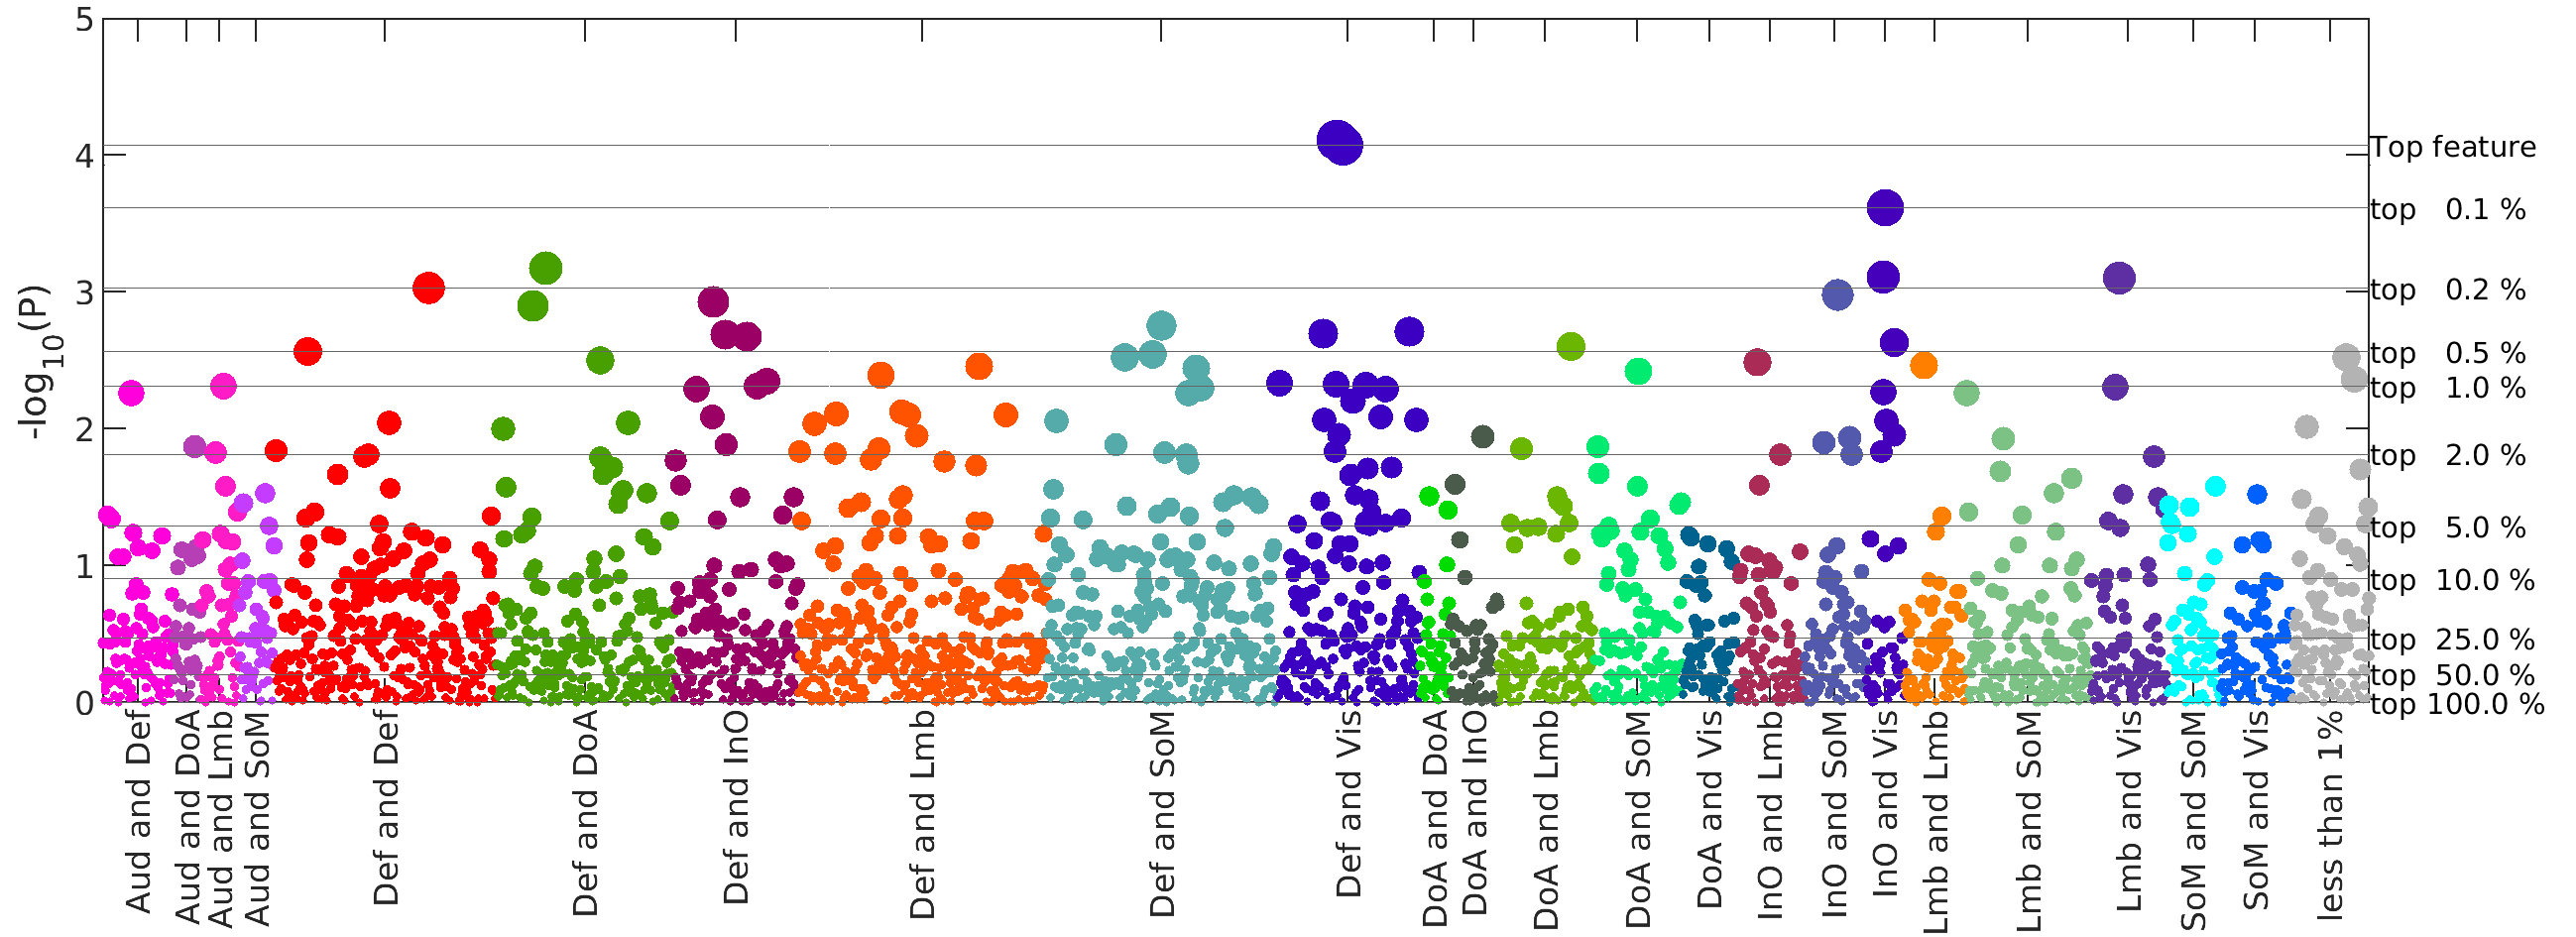 5
4
3
2
1
0
-log10(P)
Top feature
top 0.1 %
top 0.2 %
top 0.5 %
top 1.0 %
top 2.0 %
top 5.0 %
top 10.0 %
top 25.0 %
top 50.0 %
top 100.0 %
Aud and Def
Aud and DoA
Aud and Lmb
Aud and SoM
Def and Def
Def and DoA
Def and InO
Def and Lmb
Def and SoM
Def and Vis
DoA and DoA
DoA and InO
DoA and Lmb
DoA and SoM
DoA and Vis
InO and Lmb
InO and SoM
InO and Vis
Lmb and Lmb
Lmb and SoM
Lmb and Vis
SoM and SoM
SoM and Vis
less than 1%